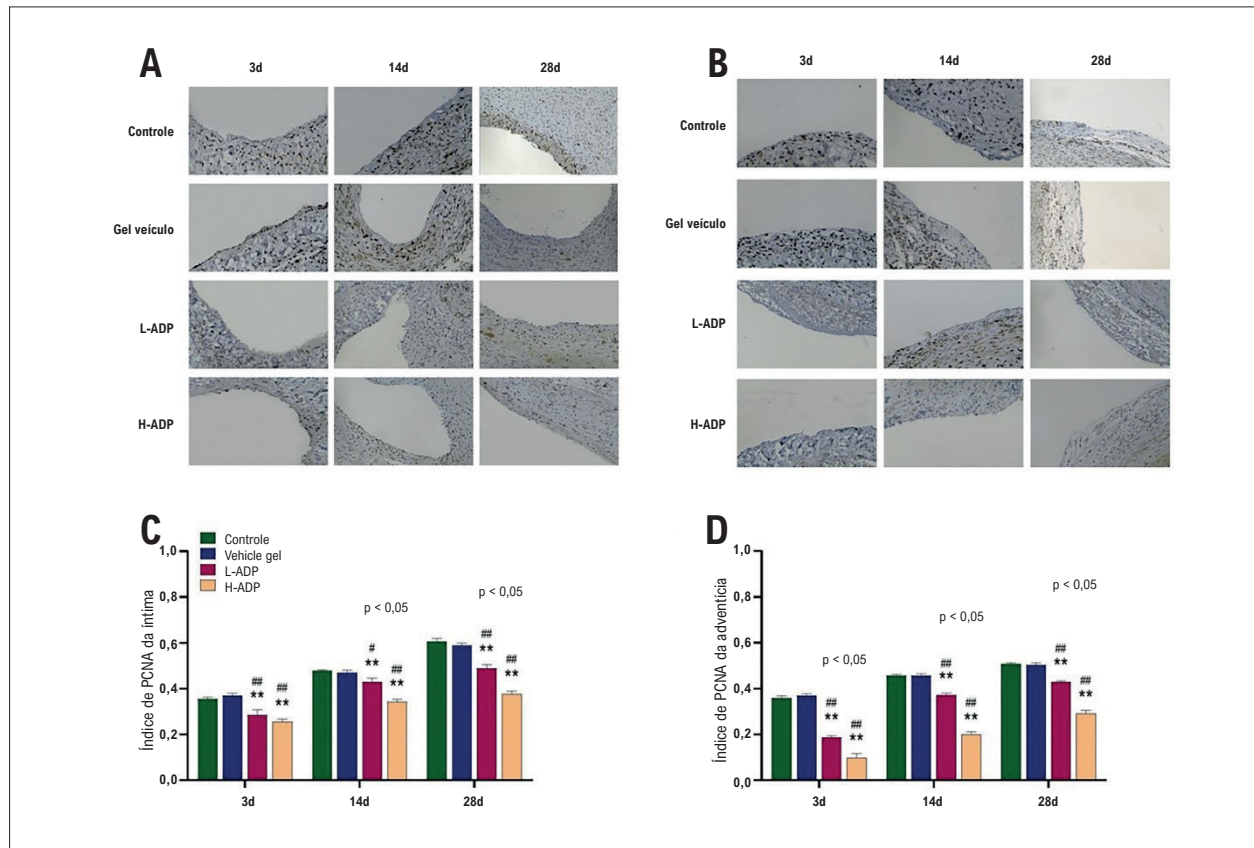 A
3d 14d 28d
Controle
Gel veículo
L-ADP
H-ADP
B
3d 14d 28d
Controle
Gel veículo
L-ADP
H-ADP
C
Índice de PCNA da íntima
1,0
0,8
0,6
0,4
0,2
0,0
Controle
Vehicle gel
L-ADP
H-ADP
p < 0,05
p < 0,05
## ##
** **
# ##
** **
## ##
** **
3d 14d 28d
D
Índice de PCNA da adventícia
1,0
0,8
0,6
0,4
0,2
0,0
p < 0,05
p < 0,05
p < 0,05
## ##
** **
## ##
** **
## ##
** **
3d 14d 28d